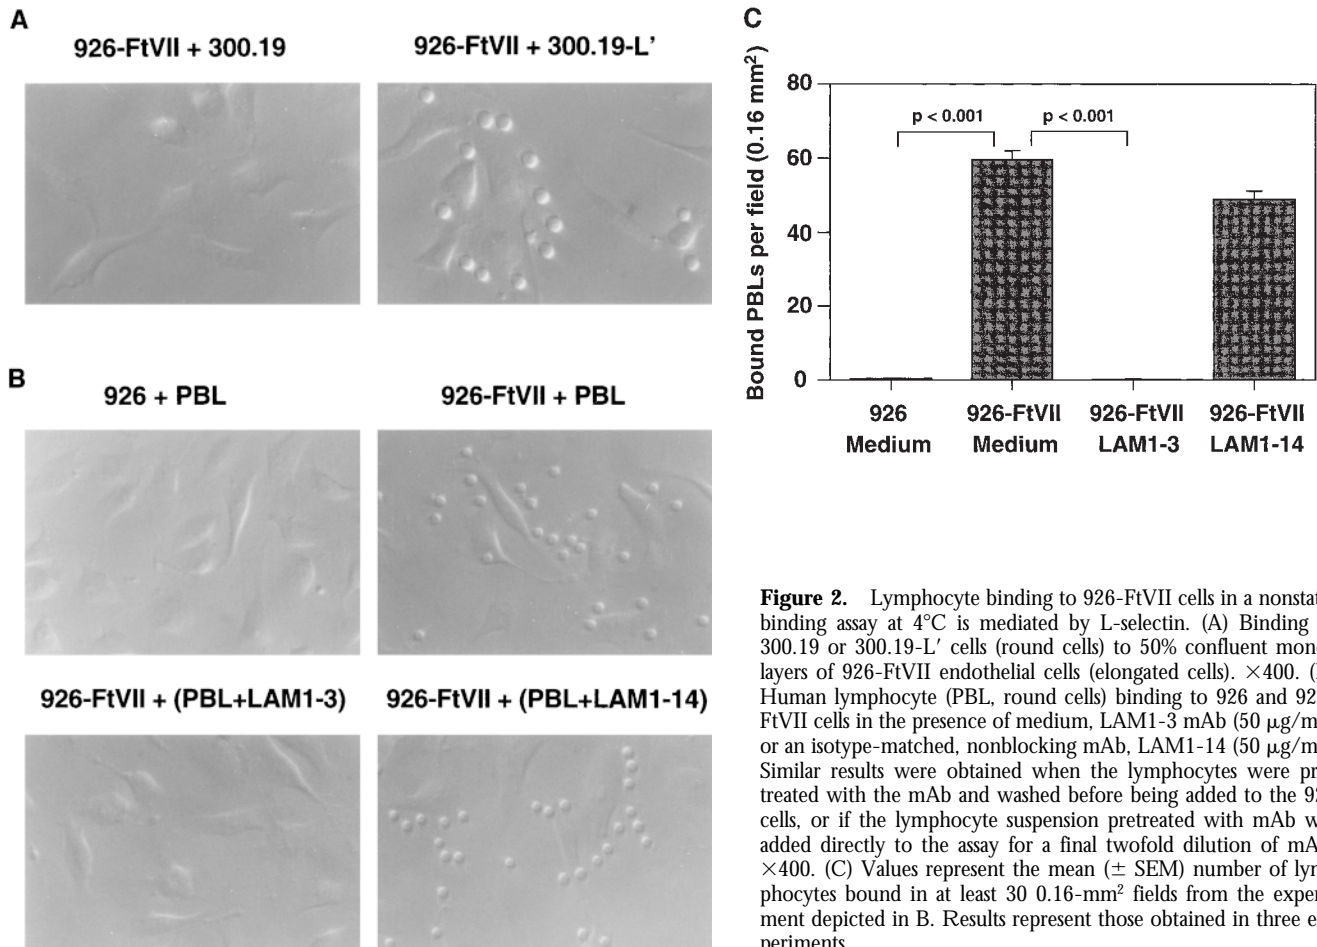 A
926-FtVII + 300.19
926-FtVII + 300.19-L’
B
926 + PBL
926-FtVII + PBL
926-FtVII + (PBL+LAM1-3)
926-FtVII + (PBL+LAM1-14)
C
Bound PBLs per field (0.16 mm²)
80
60
40
20
0
p < 0.001
p < 0.001
926
Medium
926-FtVII
Medium
926-FtVII
LAM1-3
926-FtVII
LAM1-14
Figure 2. Lymphocyte binding to 926-FtVII cells in a nonstat
binding assay at 4°C is mediated by L-selectin. (A) Binding
300.19 or 300.19-L′ cells (round cells) to 50% confluent mono
layers of 926-FtVII endothelial cells (elongated cells). ×400. (
Human lymphocyte (PBL, round cells) binding to 926 and 92
FtVII cells in the presence of medium, LAM1-3 mAb (50 μg/m
or an isotype-matched, nonblocking mAb, LAM1-14 (50 μg/m
Similar results were obtained when the lymphocytes were pr
treated with the mAb and washed before being added to the 9
cells, or if the lymphocyte suspension pretreated with mAb w
added directly to the assay for a final twofold dilution of mA
×400. (C) Values represent the mean (± SEM) number of lym
phocytes bound in at least 30 0.16-mm² fields from the exper
ment depicted in B. Results represent those obtained in three e
periments.